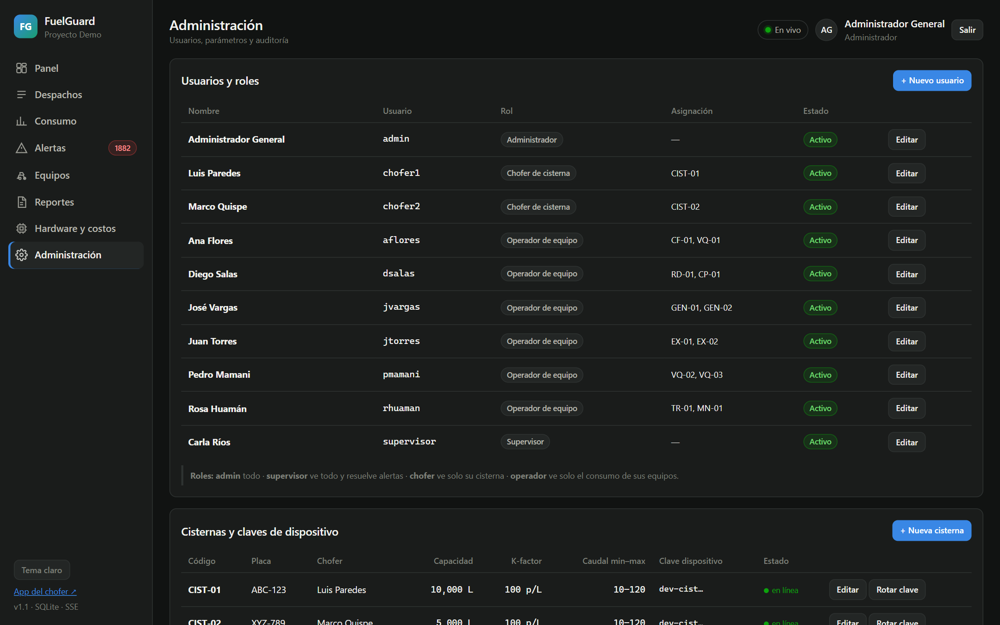 FG
FuelGuard
Proyecto Demo
Panel
Despachos
Consumo
Alertas 1882
Equipos
Reportes
Hardware y costos
Administración
Tema claro
App del chofer ↗
v1.1 · SQLite · SSE
Administración
Usuarios, parámetros y auditoría
En vivo
AG
Administrador General
Administrador
Salir
Usuarios y roles
+ Nuevo usuario
Nombre Usuario Rol Asignación Estado
Administrador General admin Administrador — Activo Editar
Luis Paredes chofer1 Chofer de cisterna CIST-01 Activo Editar
Marco Quispe chofer2 Chofer de cisterna CIST-02 Activo Editar
Ana Flores aflores Operador de equipo CF-01, VQ-01 Activo Editar
Diego Salas dsalas Operador de equipo RD-01, CP-01 Activo Editar
José Vargas jvargas Operador de equipo GEN-01, GEN-02 Activo Editar
Juan Torres jtorres Operador de equipo EX-01, EX-02 Activo Editar
Pedro Mamani pmamani Operador de equipo VQ-02, VQ-03 Activo Editar
Rosa Huamán rhuaman Operador de equipo TR-01, MN-01 Activo Editar
Carla Ríos supervisor Supervisor — Activo Editar
Roles: admin todo · supervisor ve todo y resuelve alertas · chofer ve solo su cisterna · operador ve solo el consumo de sus equipos.
Cisternas y claves de dispositivo
+ Nueva cisterna
Código Placa Chofer Capacidad K-factor Caudal min–max Clave dispositivo Estado
CIST-01 ABC-123 Luis Paredes 10,000 L 100 p/L 10–120 dev-cist… en línea Editar Rotar clave
CIST-02 XYZ-789 Marco Quispe 5,000 L 100 p/L 10–120 dev-cist… en línea Editar Rotar clave